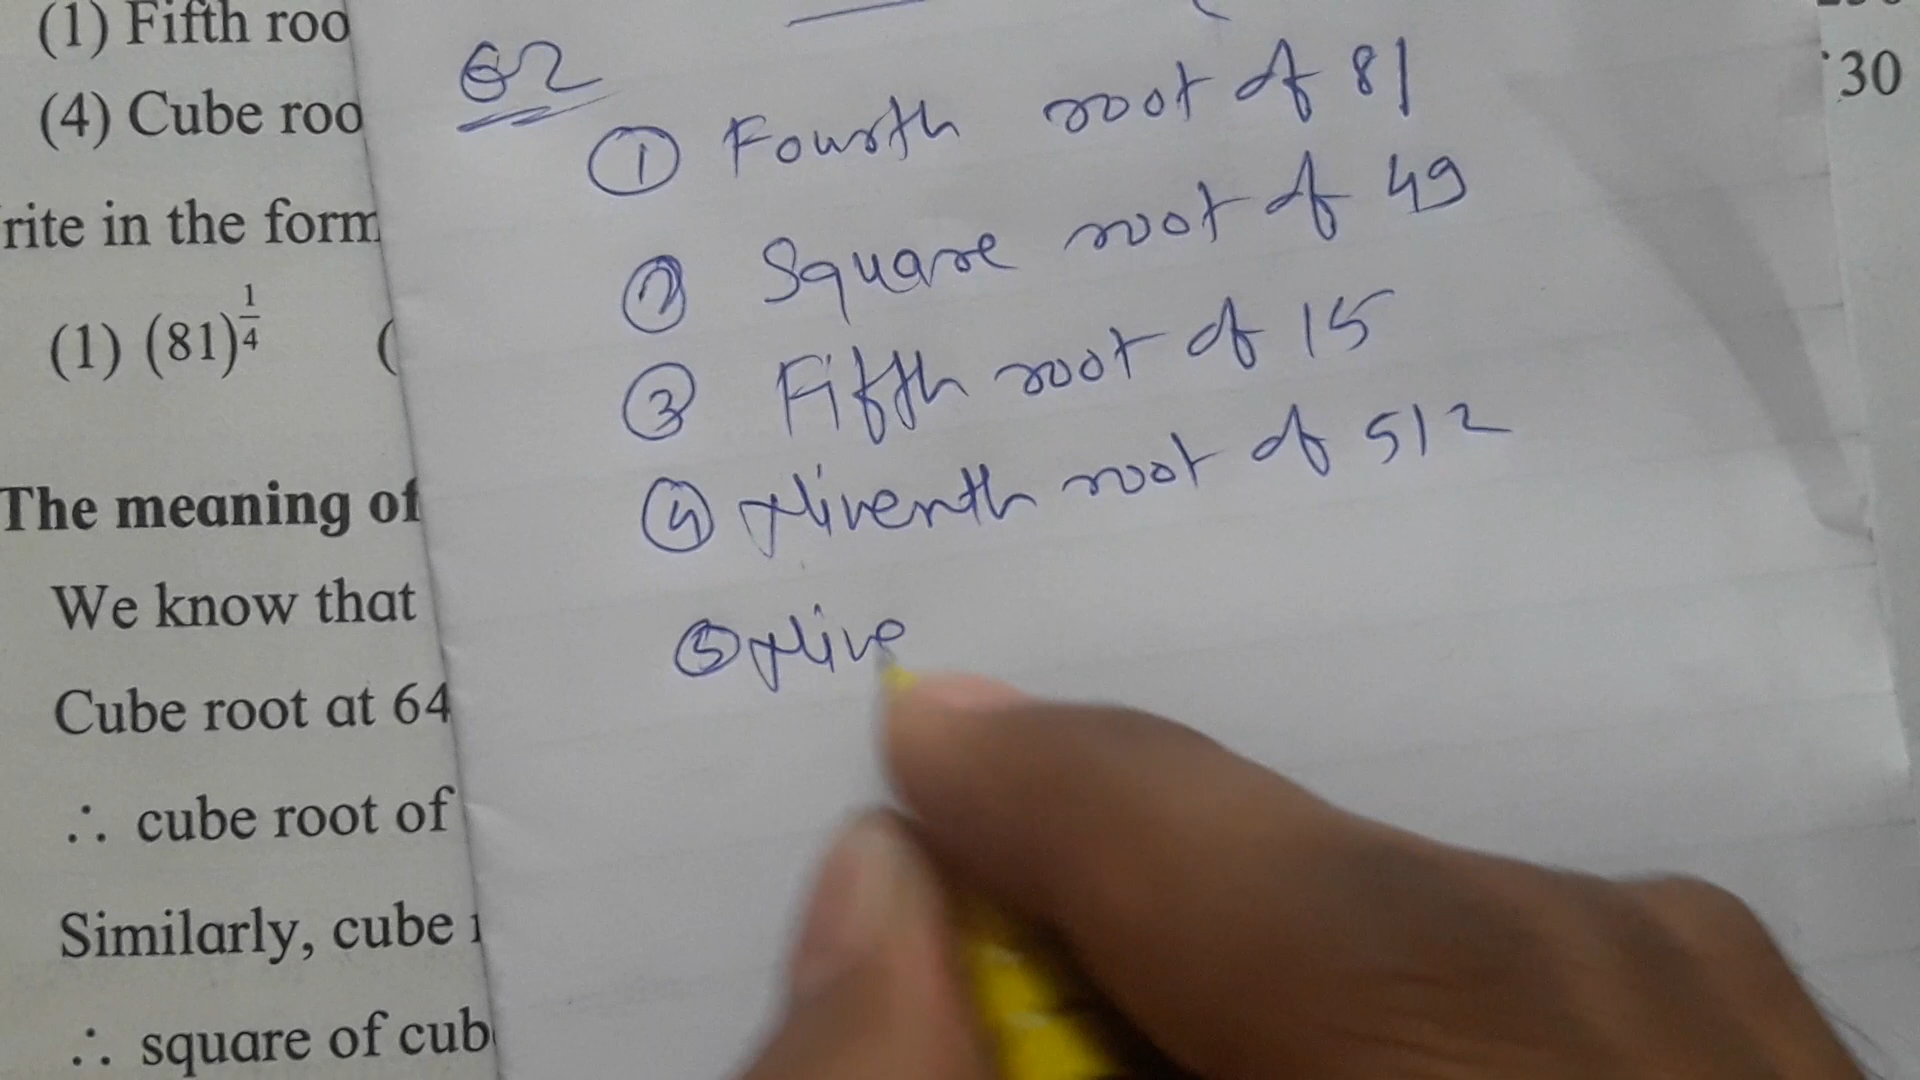 (1) Fifth roo
(4) Cube roo
rite in the form
(1) (81)^1/4 (
The meaning of
We know that
Cube root at 64
∴ cube root of
Similarly, cube
∴ square of cub
Q2
① Fourth root of 81
② Square root of 49
③ Fifth root of 15
④ Niventh root of 512
⑤ Nive
30